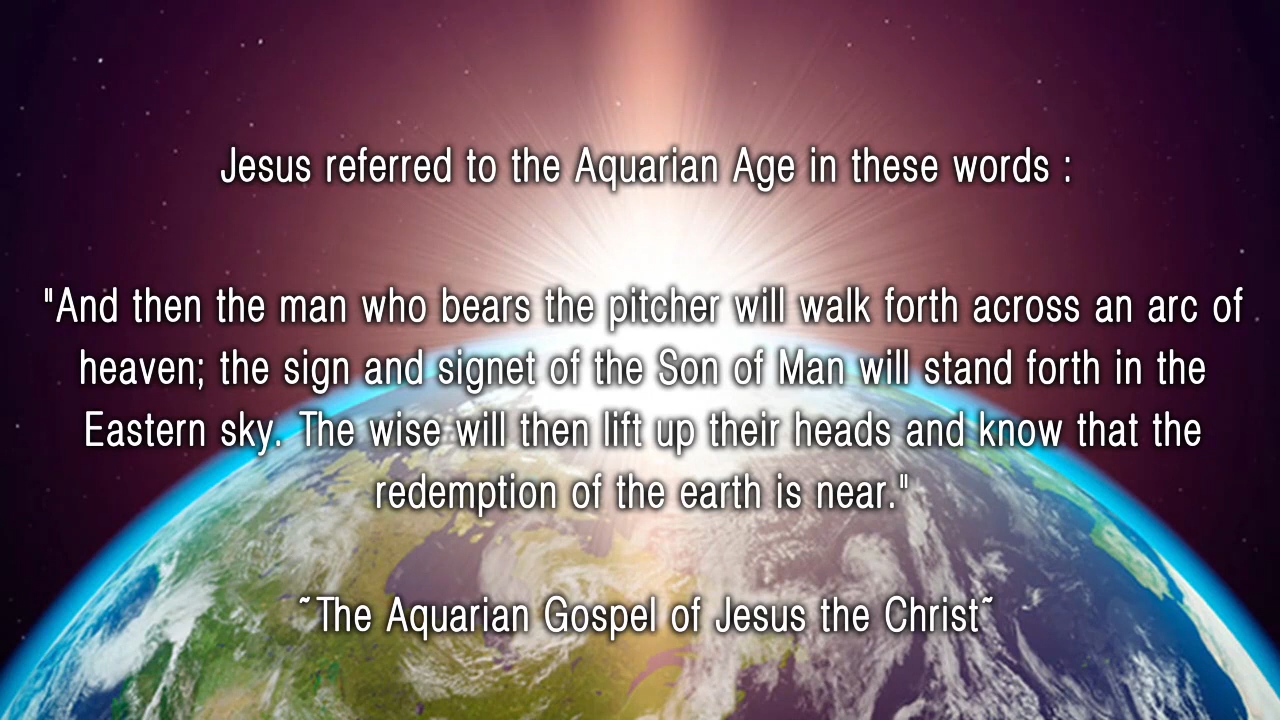 Jesus referred to the Aquarian Age in these words :
"And then the man who bears the pitcher will walk forth across an arc of
heaven; the sign and signet of the Son of Man will stand forth in the
Eastern sky. The wise will then lift up their heads and know that the
redemption of the earth is near."
~The Aquarian Gospel of Jesus the Christ~